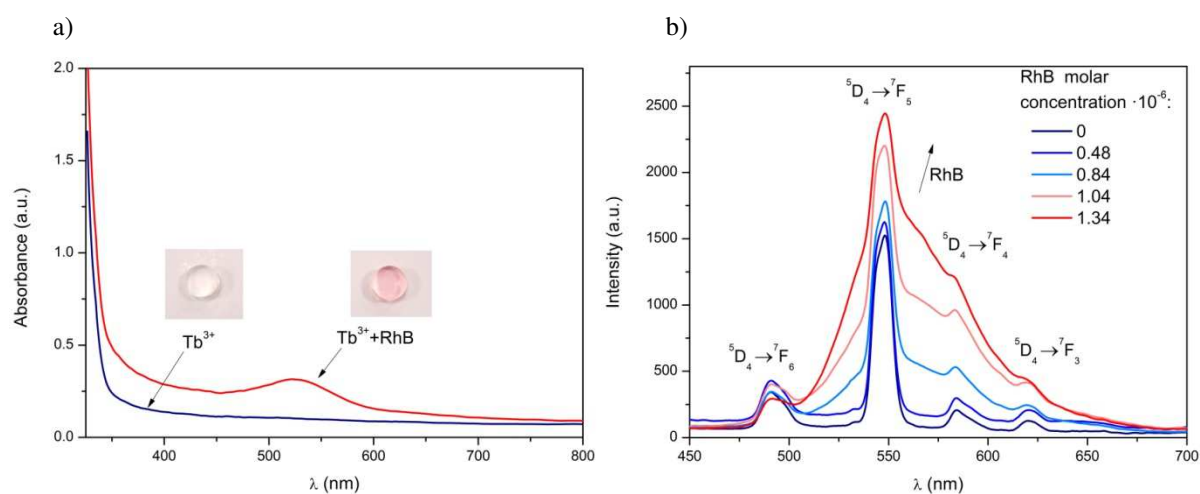 a)
2.0
1.5
1.0
0.5
0.0
Absorbance (a.u.)
Tb³⁺
Tb³⁺+RhB
400
500
600
700
800
λ (nm)
b)
2500
2000
1500
1000
500
0
Intensity (a.u.)
⁵D₄→⁷F₅
RhB molar
concentration ·10⁻⁶:
0
0.48
0.84
1.04
1.34
RhB
⁵D₄→⁷F₄
⁵D₄→⁷F₆
⁵D₄→⁷F₃
450
500
550
600
650
700
λ (nm)